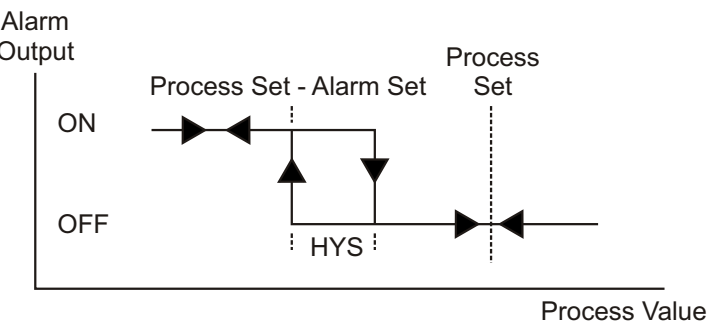 Alarm
Output
Process
Process Set - Alarm Set
Set
ON
OFF
HYS
Process Value